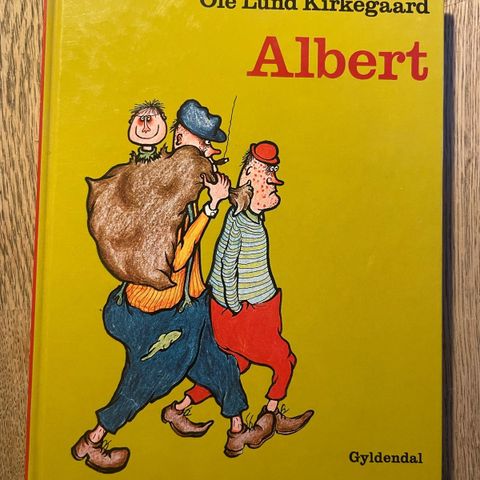 Ole Lund Kirkegaard
Albert
Gyldendal